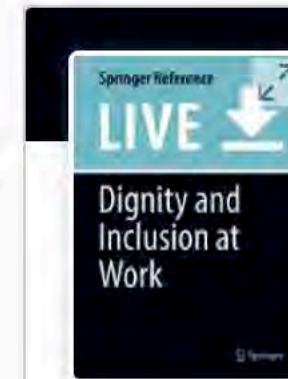 Springer Reference
LIVE
Dignity and
Inclusion at
Work
Springer